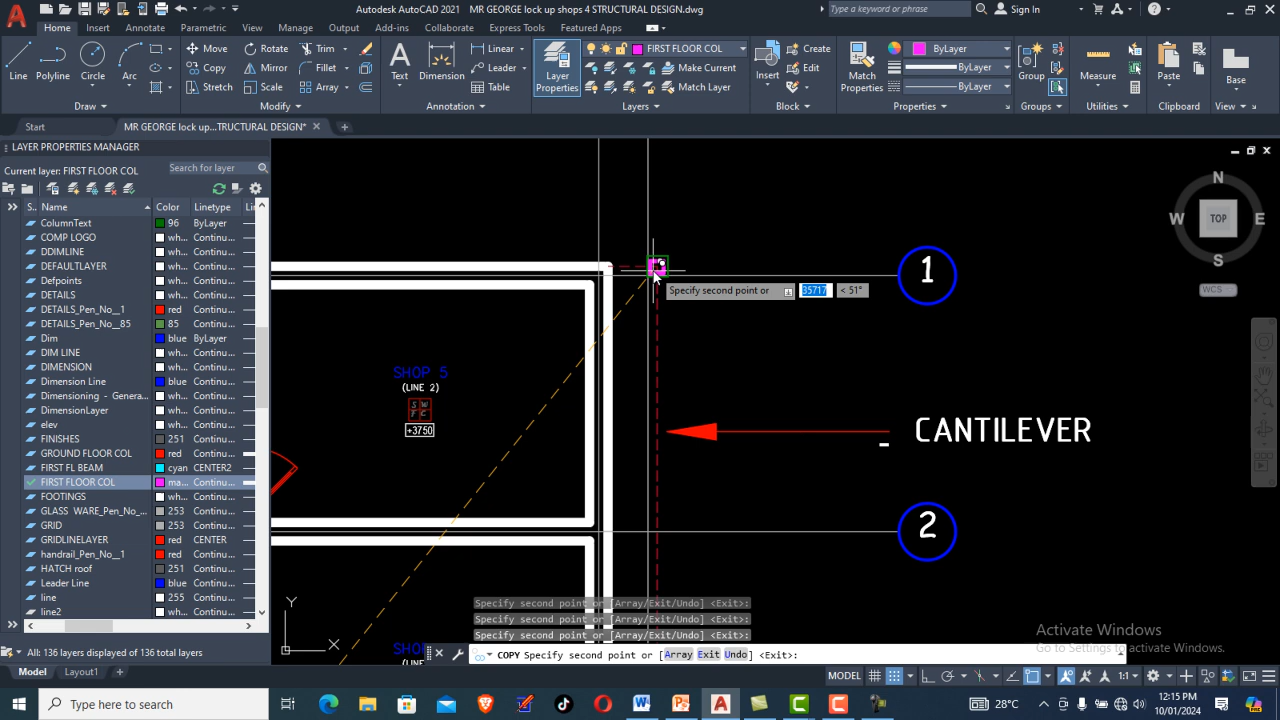 Autodesk AutoCAD 2021 MR GEORGE lock up shops 4 STRUCTURAL DESIGN.dwg
Type a keyword or phrase
Sign In
Home Insert Annotate Parametric View Manage Output Add-ins Collaborate Express Tools Featured Apps
Line Polyline Circle Arc
Move Rotate Trim
Copy Mirror Fillet
Stretch Scale Array
Text Dimension
Linear
Leader
Table
Layer Properties
FIRST FLOOR COL
Make Current
Match Layer
Insert
Create
Edit
Match Properties
ByLayer
ByLayer
ByLayer
Group
Measure
Paste
Base
Draw Modify Annotation Layers Block Properties Groups Utilities Clipboard View
Start
MR GEORGE lock up...TRUCTURAL DESIGN*
LAYER PROPERTIES MANAGER
Current layer: FIRST FLOOR COL
Search for layer
S.. Name Color Linetype Li
ColumnText 96 ByLayer
COMP LOGO wh... Continu...
DDIMLINE wh... Continu...
DEFAULTLAYER wh... Continu...
Defpoints wh... Continu...
DETAILS red Continu...
DETAILS_Pen_No__1 red Continu...
DETAILS_Pen_No__85 85 Continu...
Dim blue ByLayer
DIM LINE wh... Continu...
DIMENSION wh... Continu...
Dimension Line blue Continu...
Dimensioning - Genera... wh... Continu...
DimensionLayer blue Continu...
elev wh... Continu...
FINISHES 251 Continu...
GROUND FLOOR COL red Continu...
FIRST FL BEAM cyan CENTER2
FIRST FLOOR COL ma... Continu...
FOOTINGS 251 Continu...
GLASS WARE_Pen_No_... 253 Continu...
GRID 253 Continu...
GRIDLINELAYER red CENTER
handrail_Pen_No__1 red Continu...
HATCH roof 251 Continu...
Leader Line blue Continu...
line 255 Continu...
line2 wh... Continu...
All: 136 layers displayed of 136 total layers
N
W TOP E
S
WCS
1
Specify second point or 35717 < 51°
SHOP 5
(LINE 2)
S W
F C
+3750
CANTILEVER
2
Y
X
Specify second point or [Array/Exit/Undo] <Exit>:
Specify second point or [Array/Exit/Undo] <Exit>:
Specify second point or [Array/Exit/Undo] <Exit>:
COPY Specify second point or [Array Exit Undo] <Exit>:
Activate Windows
Go to Settings to activate Windows.
Model Layout1
MODEL
1:1
Type here to search
28°C
12:15 PM
10/01/2024